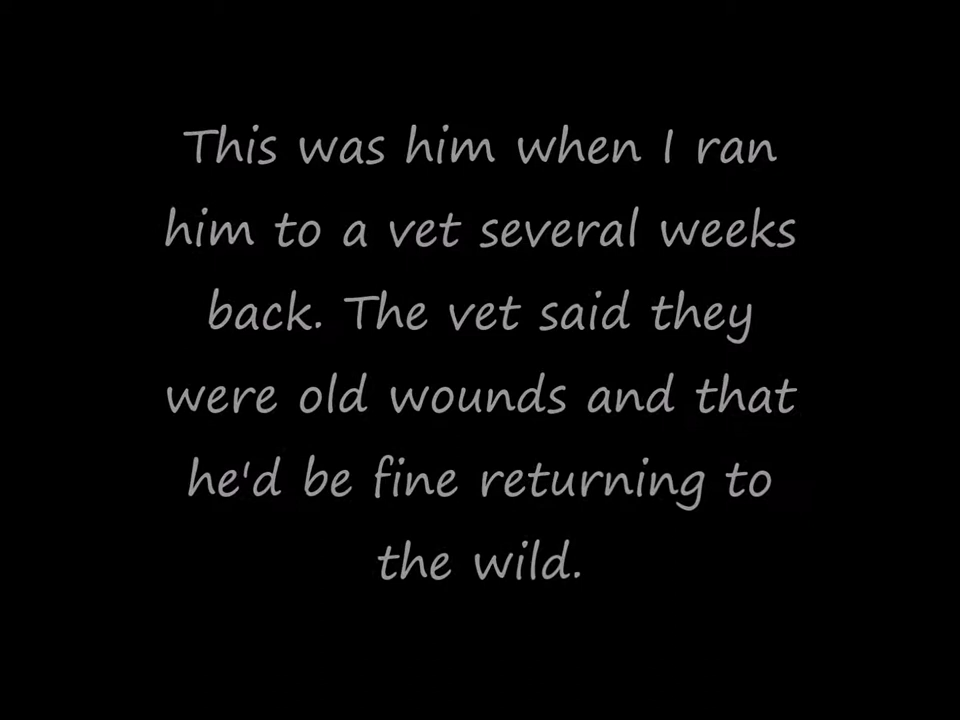 This was him when I ran
him to a vet several weeks
back. The vet said they
were old wounds and that
he'd be fine returning to
the wild.